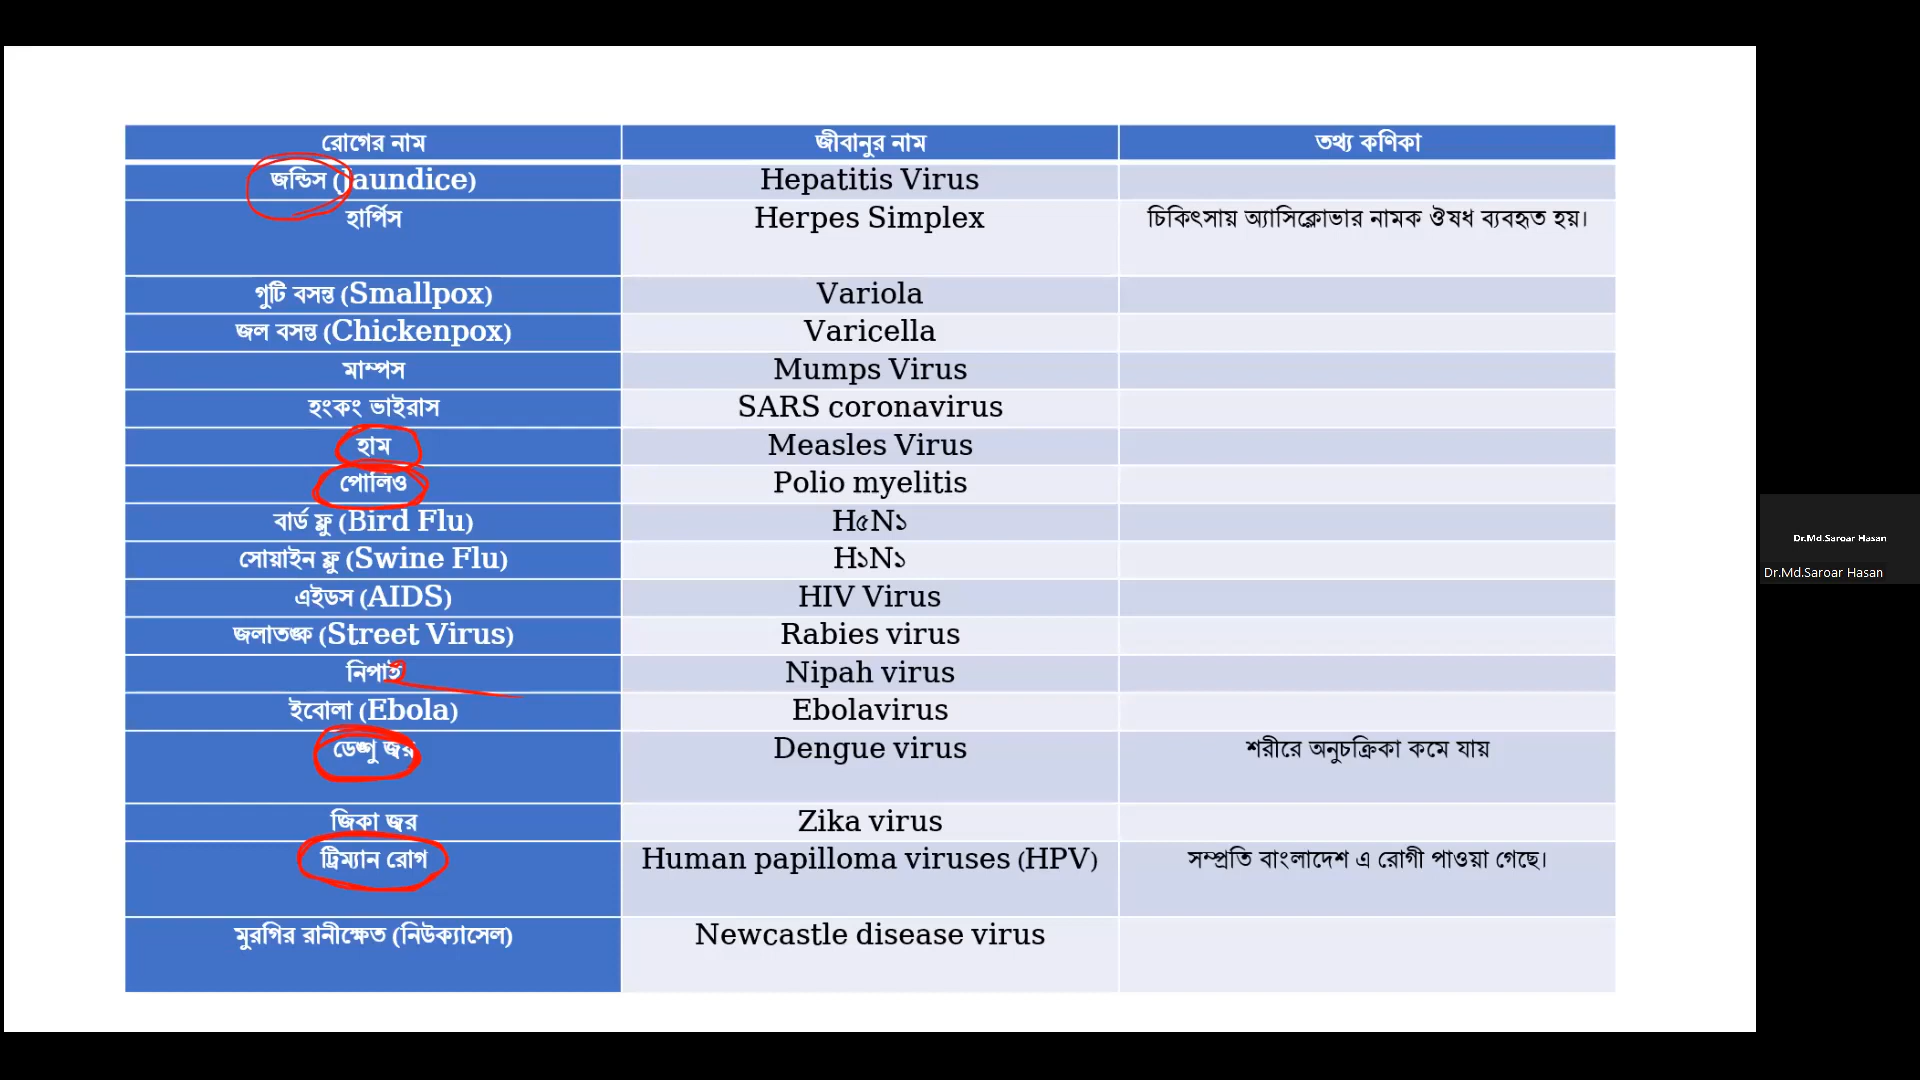 রোগের নাম জীবানুর নাম তথ্য কণিকা
জন্ডিস (Jaundice) Hepatitis Virus
হার্পিস Herpes Simplex চিকিৎসায় অ্যাসিক্লোভার নামক ঔষধ ব্যবহৃত হয়।
গুটি বসন্ত (Smallpox) Variola
জল বসন্ত (Chickenpox) Varicella
মাম্পস Mumps Virus
হংকং ভাইরাস SARS coronavirus
হাম Measles Virus
পোলিও Polio myelitis
বার্ড ফ্লু (Bird Flu) H৫N১
সোয়াইন ফ্লু (Swine Flu) H১N১
এইডস (AIDS) HIV Virus
জলাতঙ্ক (Street Virus) Rabies virus
নিপাহ Nipah virus
ইবোলা (Ebola) Ebolavirus
ডেঙ্গু জ্বর Dengue virus শরীরে অনুচক্রিকা কমে যায়
জিকা জ্বর Zika virus
ট্রিম্যান রোগ Human papilloma viruses (HPV) সম্প্রতি বাংলাদেশ এ রোগী পাওয়া গেছে।
মুরগির রানীক্ষেত (নিউক্যাসেল) Newcastle disease virus
Dr.Md.Saroar Hasan
Dr.Md.Saroar Hasan